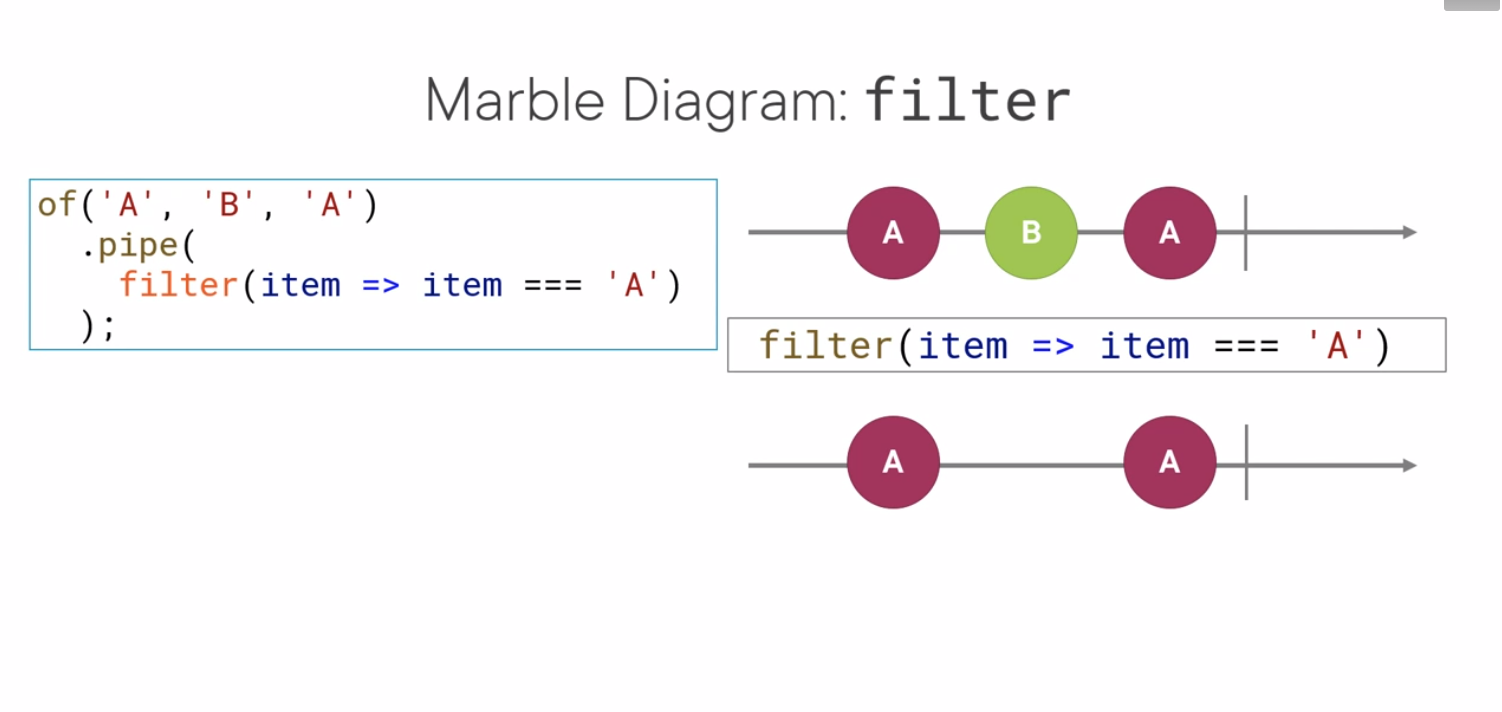 Marble Diagram: filter
of('A', 'B', 'A')
.pipe(
filter(item => item === 'A')
);
A B A
filter(item => item === 'A')
A A